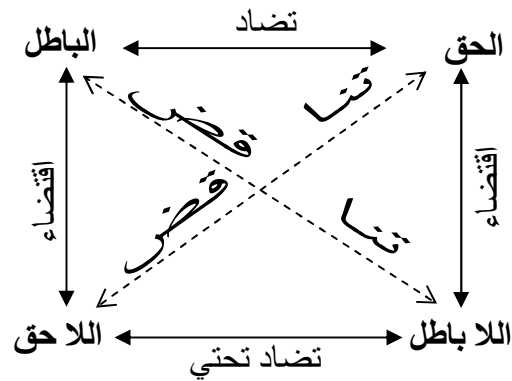 تضاد
الحق
الباطل
تنا
قض
اقتضاء
اقتضاء
قض
تنا
اللا باطل
اللا حق
تضاد تحتي